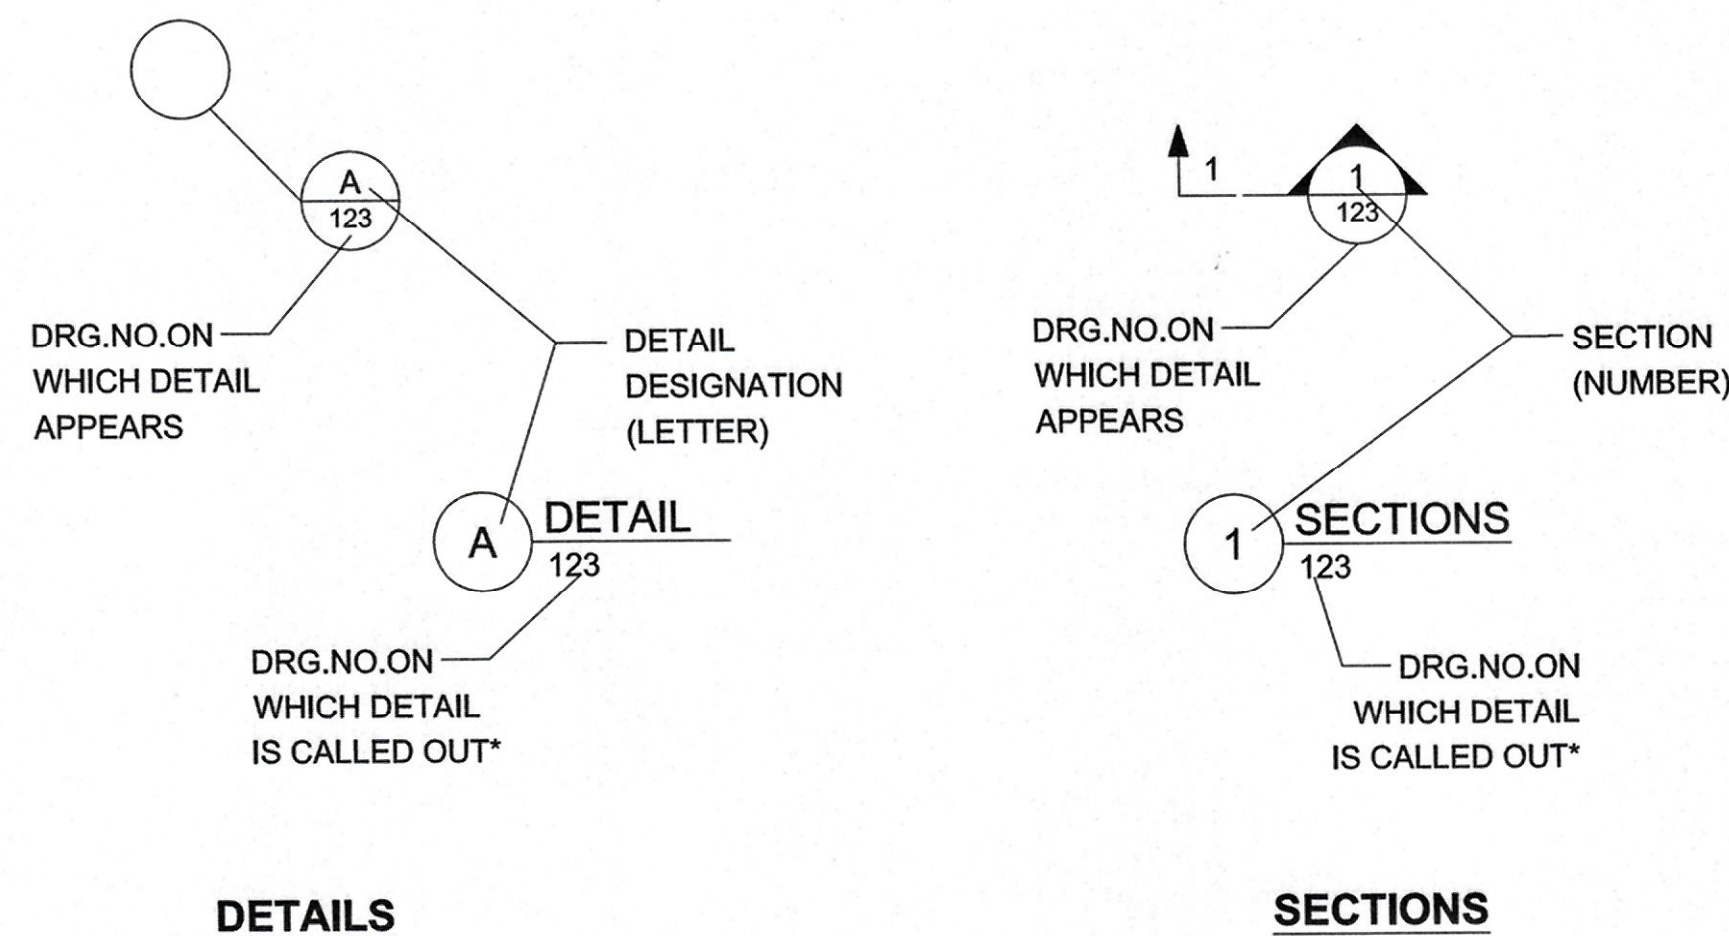 A
123
DRG.NO.ON
WHICH DETAIL
APPEARS
DETAIL
DESIGNATION
(LETTER)
A
DETAIL
123
DRG.NO.ON
WHICH DETAIL
IS CALLED OUT*
DETAILS
1
1
123
DRG.NO.ON
WHICH DETAIL
APPEARS
SECTION
(NUMBER)
1
SECTIONS
123
DRG.NO.ON
WHICH DETAIL
IS CALLED OUT*
SECTIONS